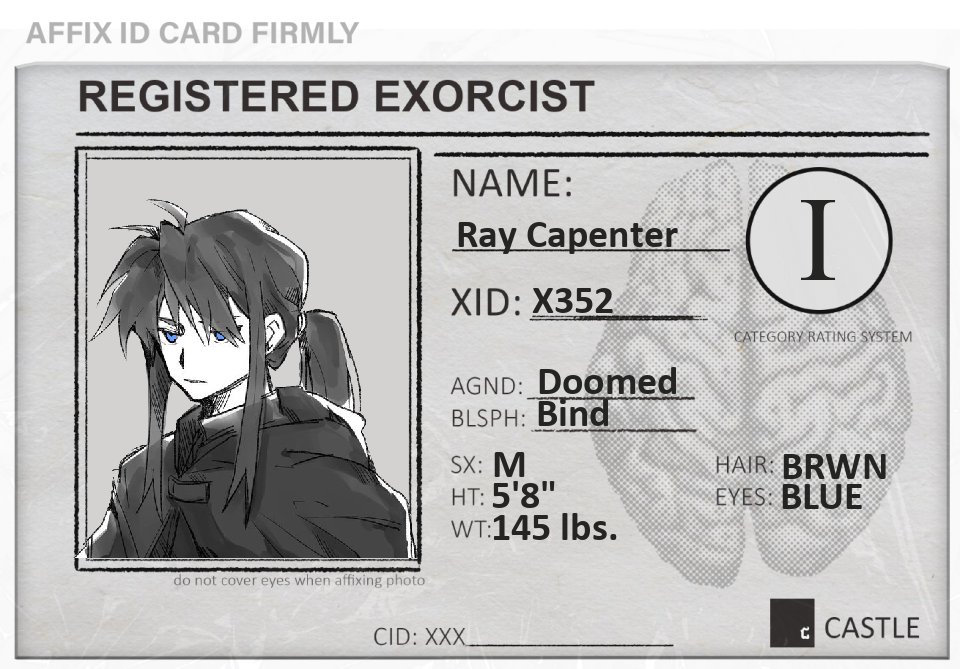 AFFIX ID CARD FIRMLY
REGISTERED EXORCIST
NAME:
Ray Capenter
I
XID: X352
CATEGORY RATING SYSTEM
AGND: Doomed
BLSPH: Bind
SX: M
HAIR: BRWN
HT: 5'8"
EYES: BLUE
WT: 145 lbs.
do not cover eyes when affixing photo
CID: XXX
C CASTLE